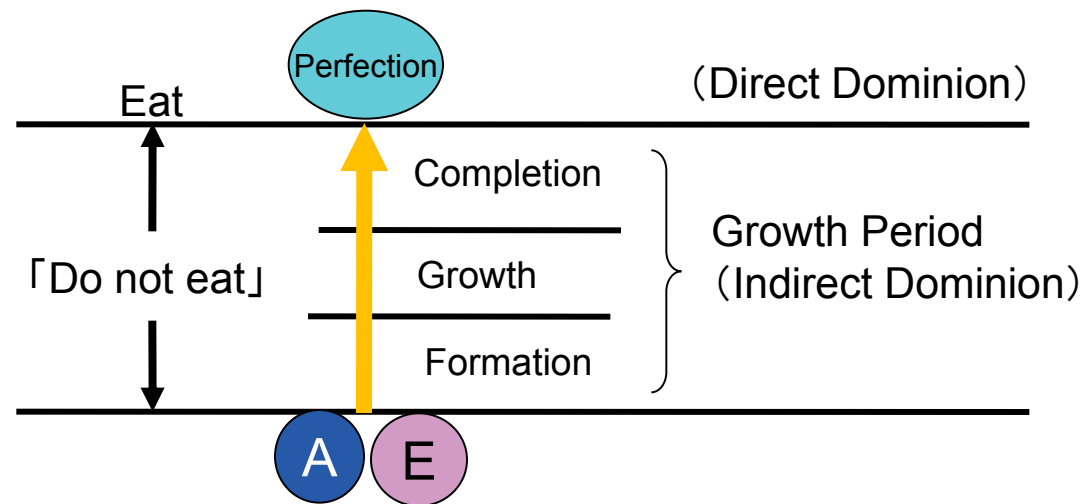 Perfection
Eat
（Direct Dominion）
Completion
Growth
Formation
「Do not eat」
Growth Period
（Indirect Dominion）
A
E